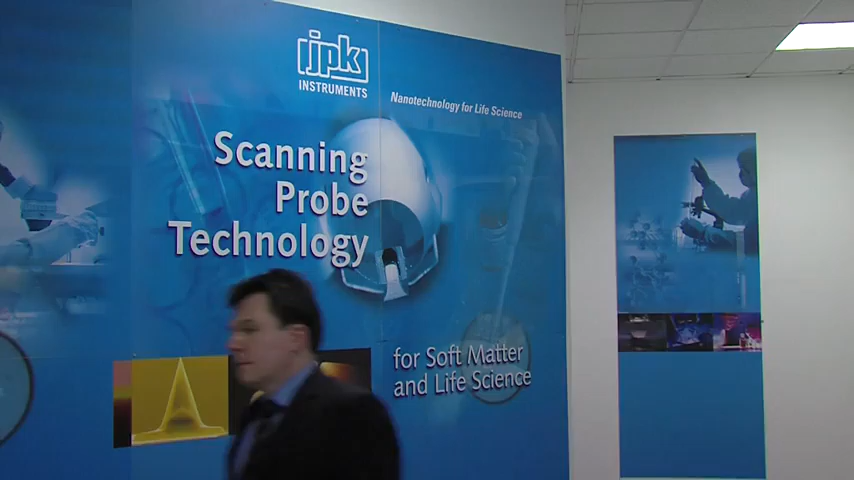 jpk
INSTRUMENTS
Nanotechnology for Life Science
Scanning
Probe
Technology
for Soft Matter
and Life Science